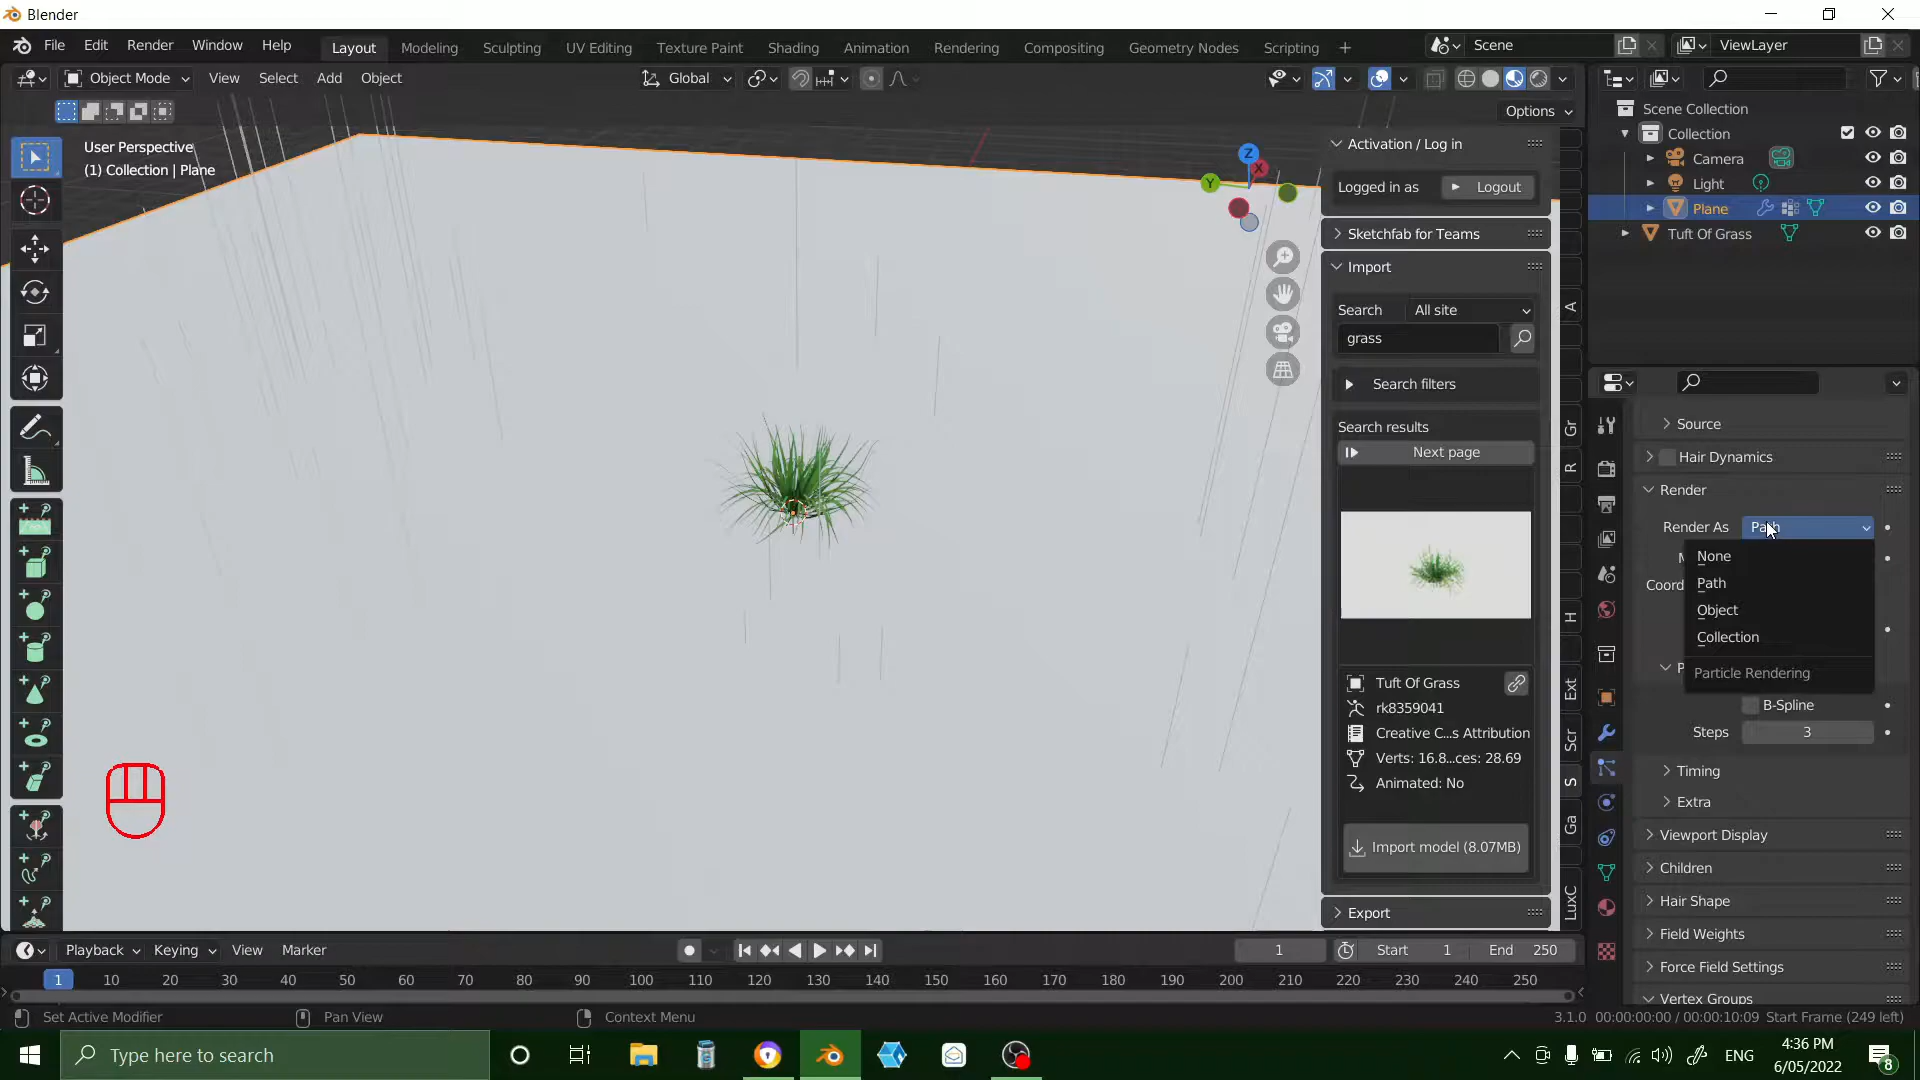 Blender
File Edit Render Window Help
Layout Modeling Sculpting UV Editing Texture Paint Shading Animation Rendering Compositing Geometry Nodes Scripting +
Scene
ViewLayer
Object Mode View Select Add Object
Global
Options
User Perspective
(1) Collection | Plane
Z
X
Y
Activation / Log in
Logged in as Logout
Sketchfab for Teams
Import
Search All site
grass
Search filters
Search results
Next page
Tuft Of Grass
rk8359041
Creative C...s Attribution
Verts: 16.8...ces: 28.69
Animated: No
Import model (8.07MB)
Export
A
Gr
R
H
Ext
Scr
S
Ga
LuxC
Scene Collection
Collection
Camera
Light
Plane
Tuft Of Grass
Source
Hair Dynamics
Render
Render As Path
None
Path
Coord
Object
Collection
Particle Rendering
B-Spline
Steps 3
Timing
Extra
Viewport Display
Children
Hair Shape
Field Weights
Force Field Settings
Vertex Groups
Playback Keying View Marker
1 Start 1 End 250
1 10 20 30 40 50 60 70 80 90 100 110 120 130 140 150 160 170 180 190 200 210 220 230 240 250
Set Active Modifier Pan View Context Menu
3.1.0 00:00:00:00 / 00:00:10:09 Start Frame (249 left)
Type here to search
ENG
4:36 PM
6/05/2022
8